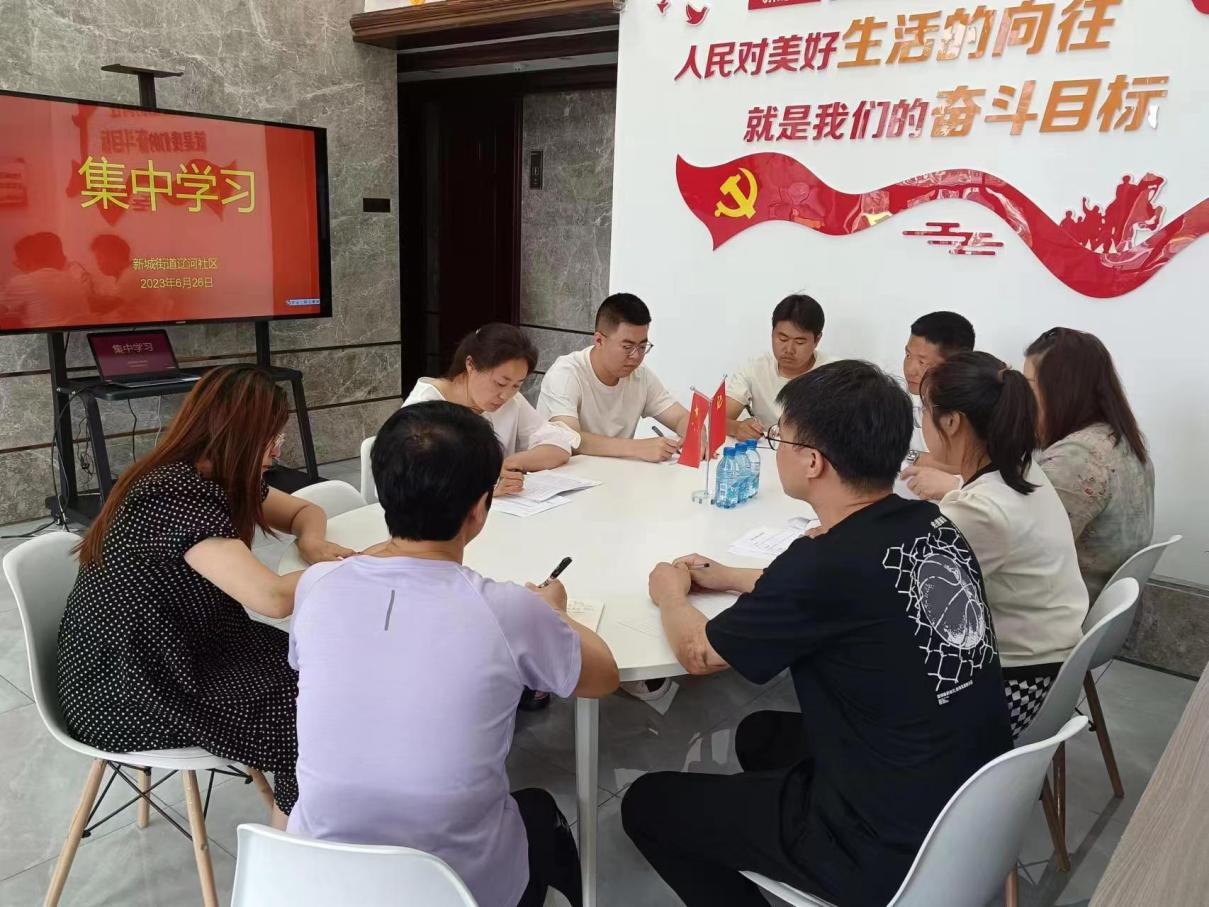 人民对美好生活的向往
就是我们的奋斗目标
集中学习
新城街道辽河社区
2023年6月26日
集中学习